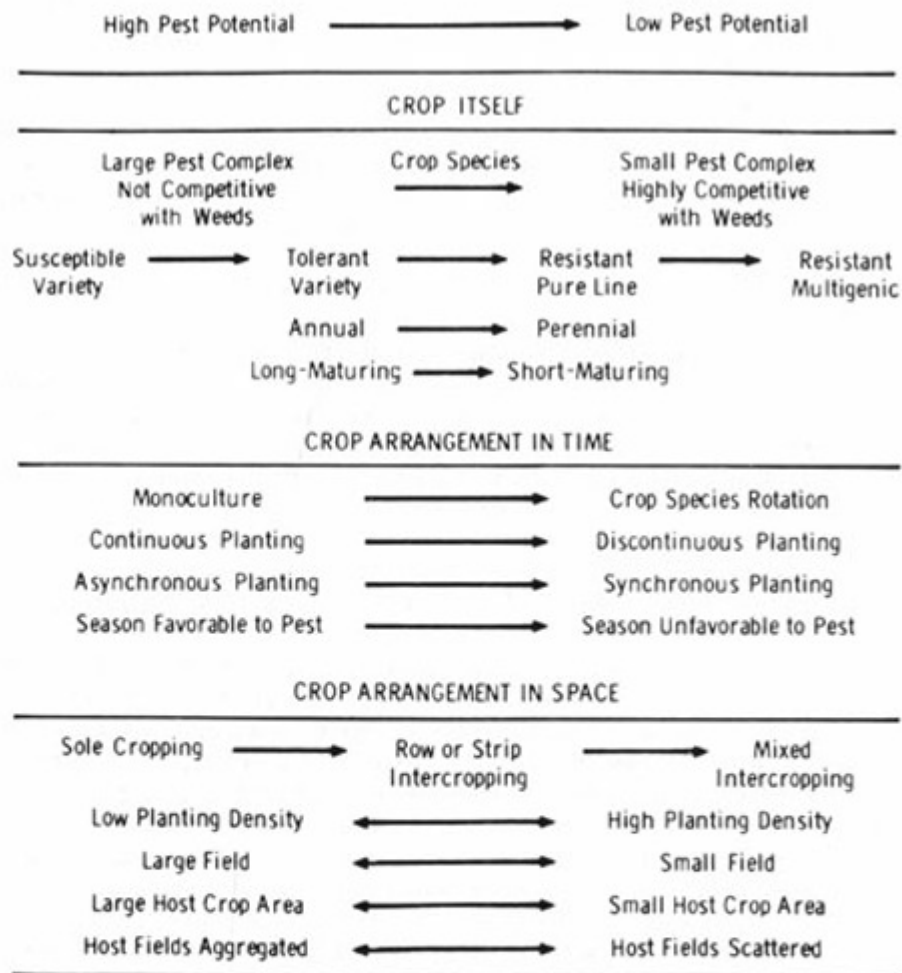 High Pest Potential Low Pest Potential
CROP ITSELF
Large Pest Complex Crop Species Small Pest Complex
Not Competitive Highly Competitive
with Weeds with Weeds
Susceptible Tolerant Resistant Resistant
Variety Variety Pure Line Multigenic
Annual Perennial
Long-Maturing Short-Maturing
CROP ARRANGEMENT IN TIME
Monoculture Crop Species Rotation
Continuous Planting Discontinuous Planting
Asynchronous Planting Synchronous Planting
Season Favorable to Pest Season Unfavorable to Pest
CROP ARRANGEMENT IN SPACE
Sole Cropping Row or Strip Mixed
Intercropping Intercropping
Low Planting Density High Planting Density
Large Field Small Field
Large Host Crop Area Small Host Crop Area
Host Fields Aggregated Host Fields Scattered